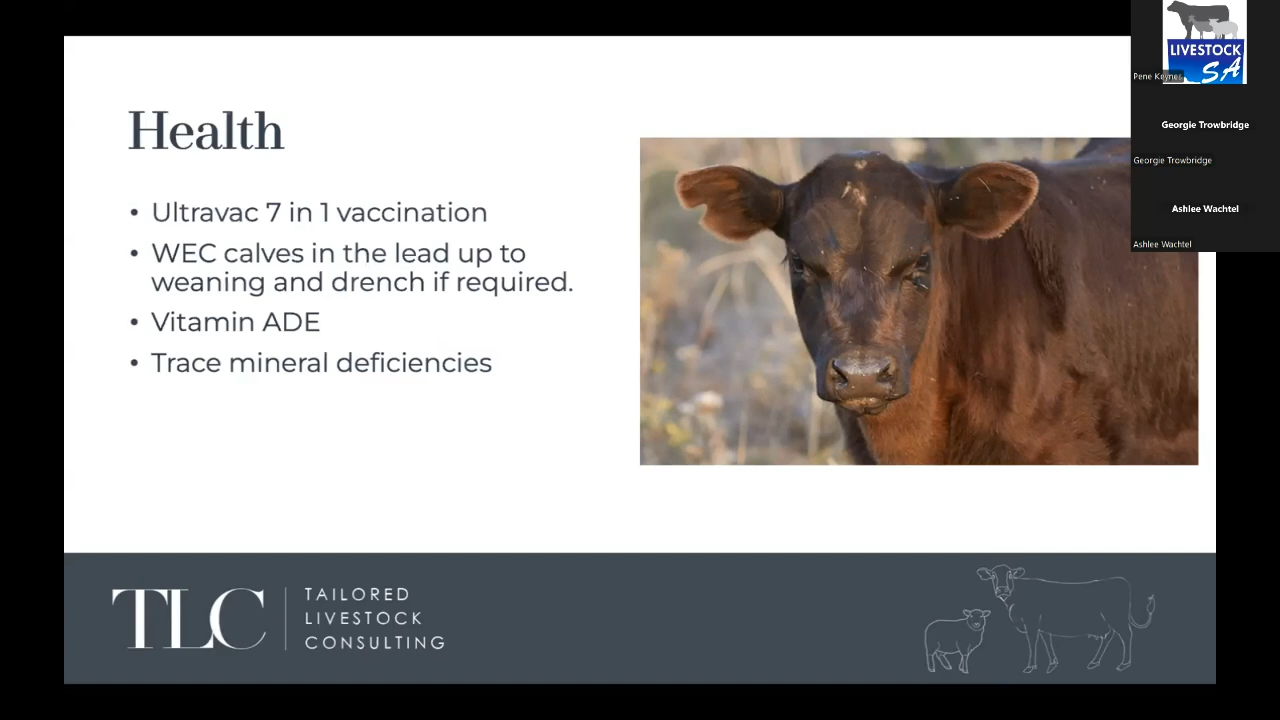 Health
• Ultravac 7 in 1 vaccination
• WEC calves in the lead up to
weaning and drench if required.
• Vitamin ADE
• Trace mineral deficiencies
TLC
TAILORED
LIVESTOCK
CONSULTING
LIVESTOCK
SA
Pene Keynes
Georgie Trowbridge
Georgie Trowbridge
Ashlee Wachtel
Ashlee Wachtel